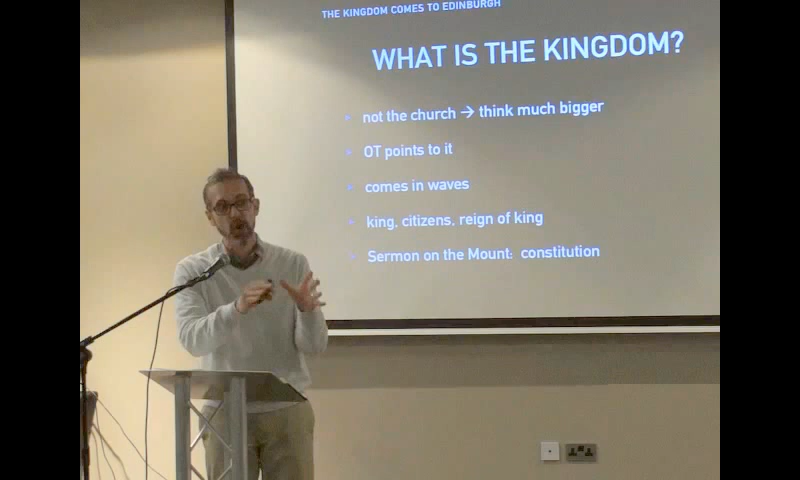 THE KINGDOM COMES TO EDINBURGH
WHAT IS THE KINGDOM?
not the church → think much bigger
OT points to it
comes in waves
king, citizens, reign of king
Sermon on the Mount: constitution